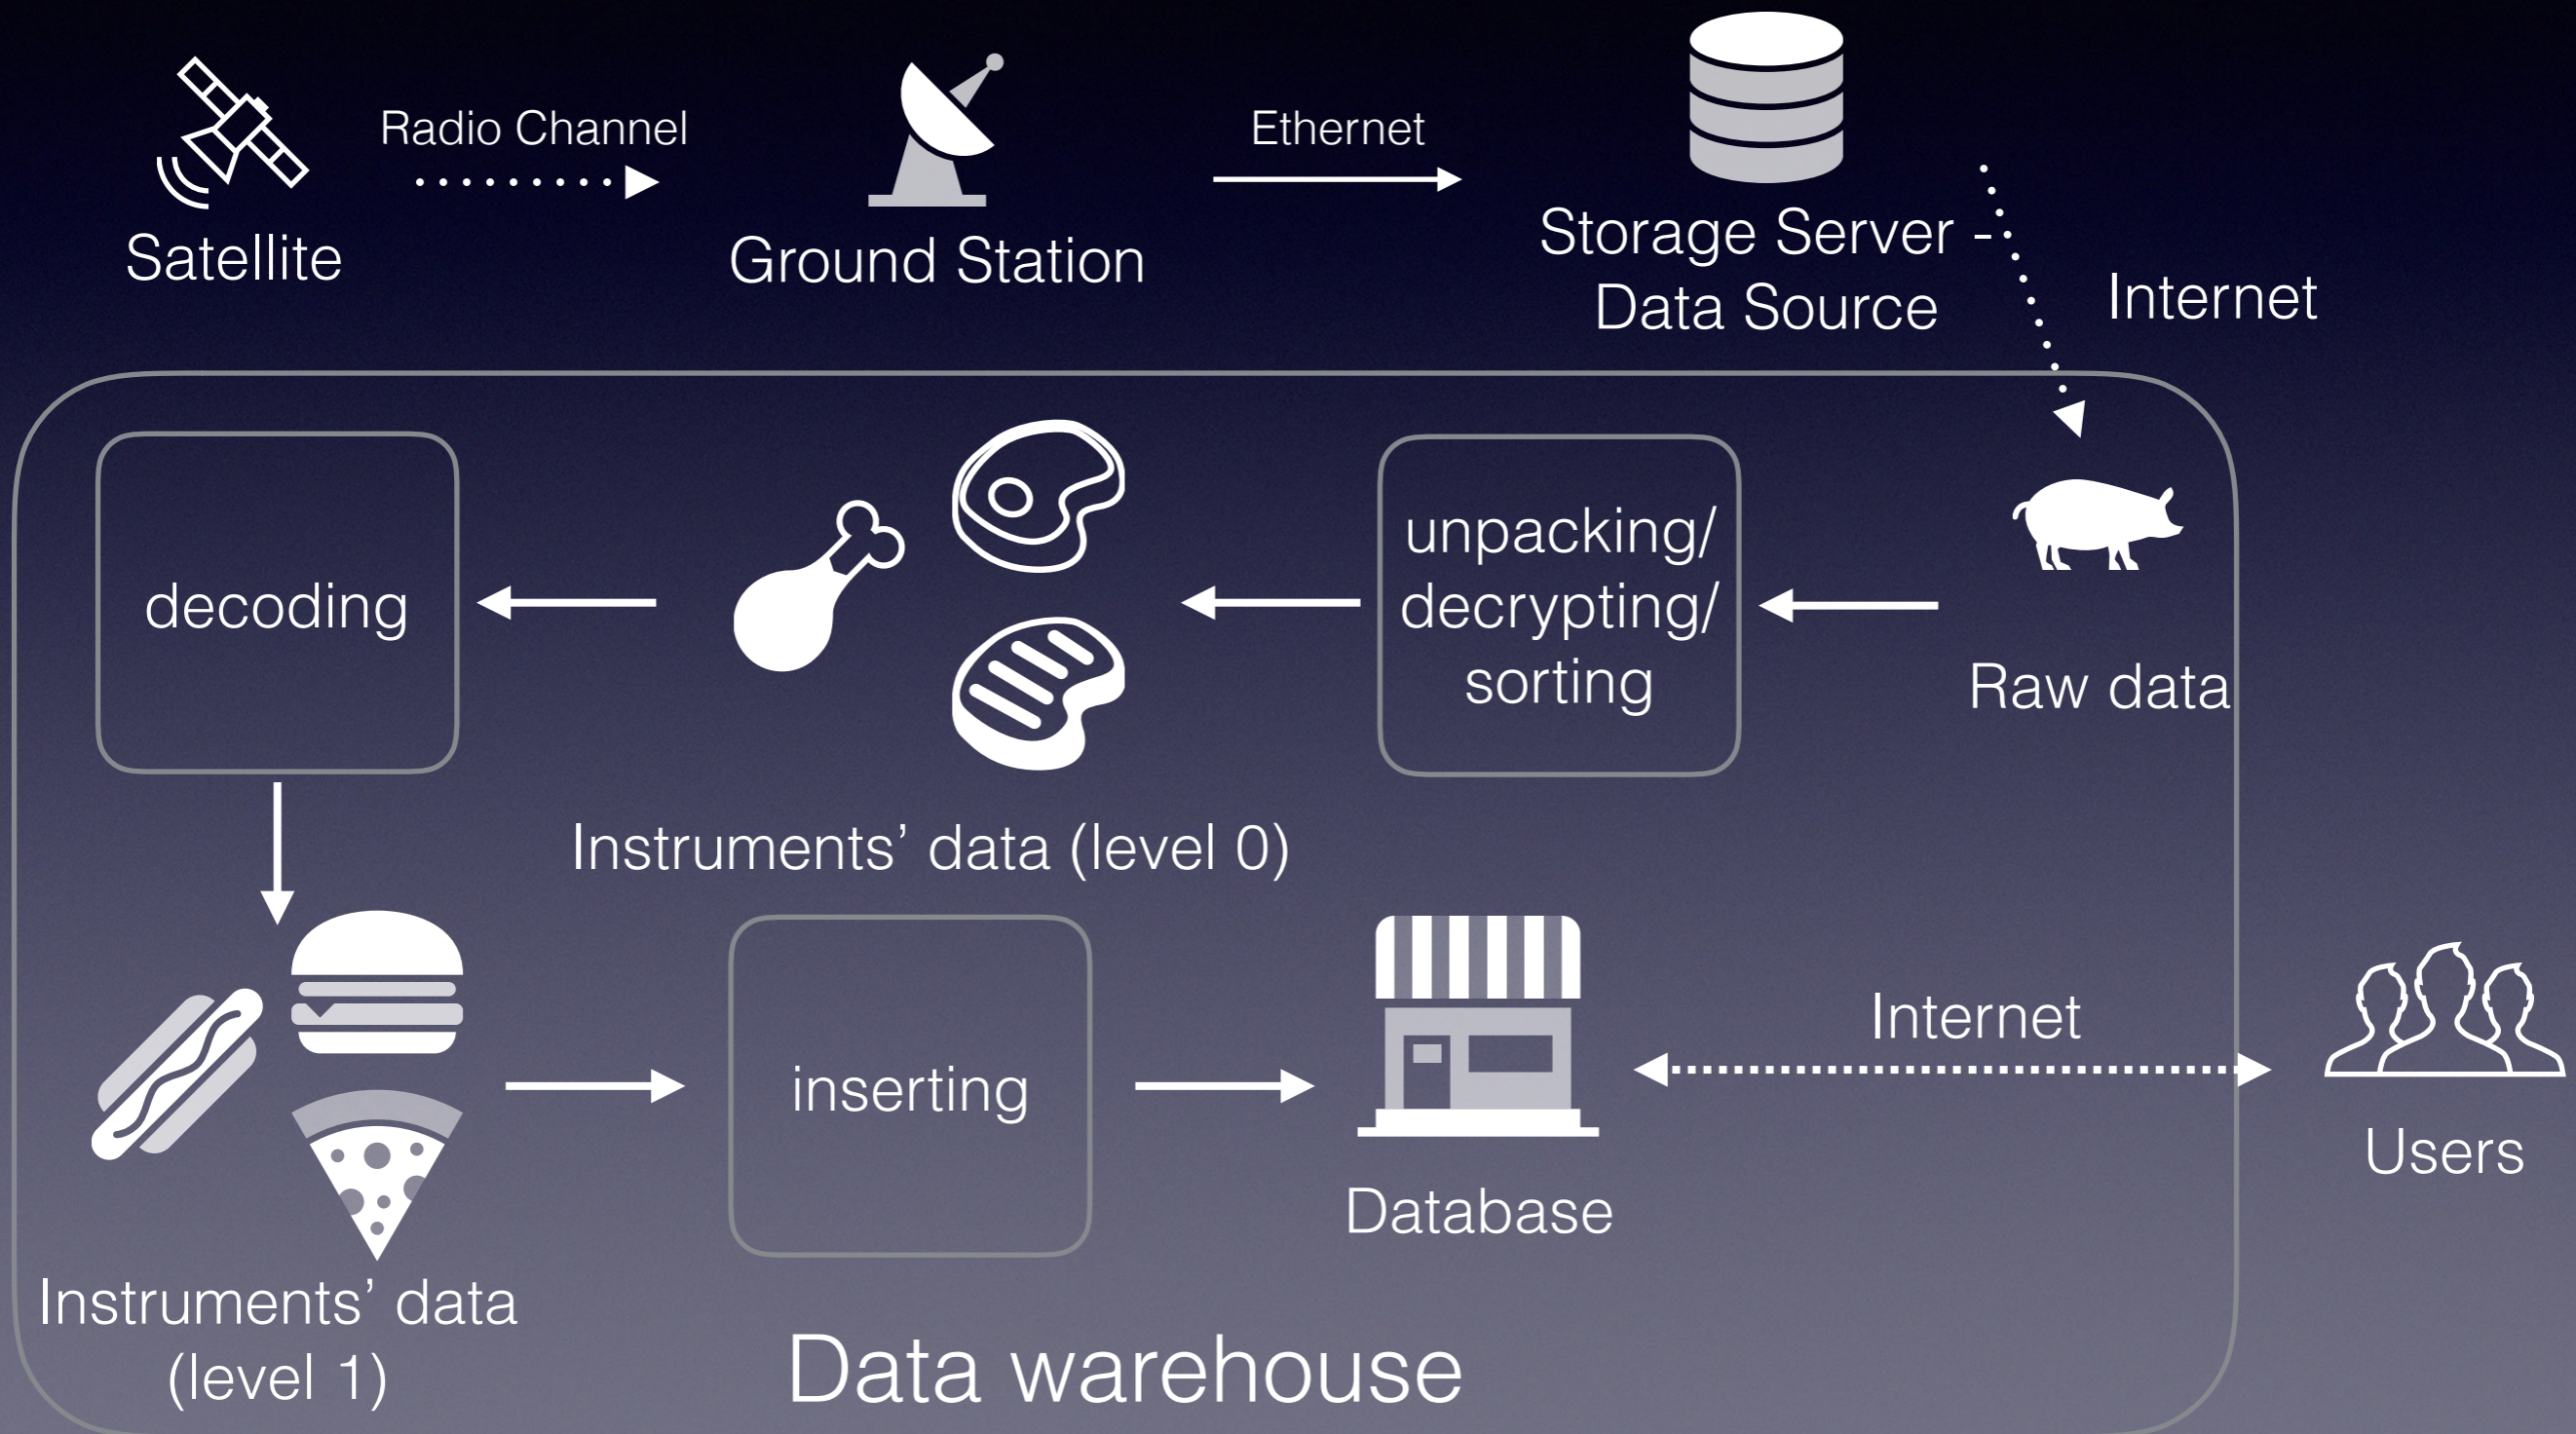 Radio Channel
Ethernet
Satellite
Ground Station
Storage Server -
Data Source
Internet
decoding
unpacking/
decrypting/
sorting
Raw data
Instruments’ data (level 0)
inserting
Internet
Database
Users
Instruments’ data
(level 1)
Data warehouse